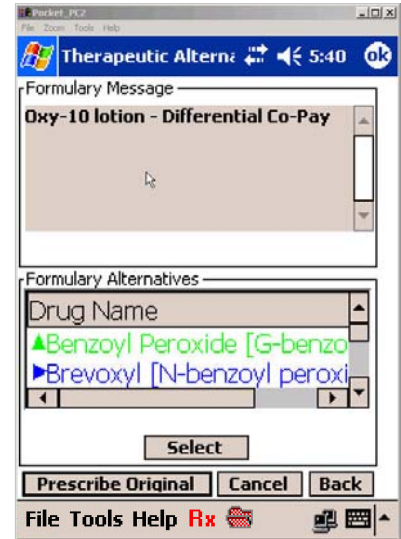 Pocket_PC2
File Zoom Tools Help
Therapeutic Alterna 5:40 ok
Formulary Message
Oxy-10 lotion - Differential Co-Pay
Formulary Alternatives
Drug Name
Benzoyl Peroxide [G-benzo
Brevoxyl [N-benzoyl peroxi
Select
Prescribe Original Cancel Back
File Tools Help Rx